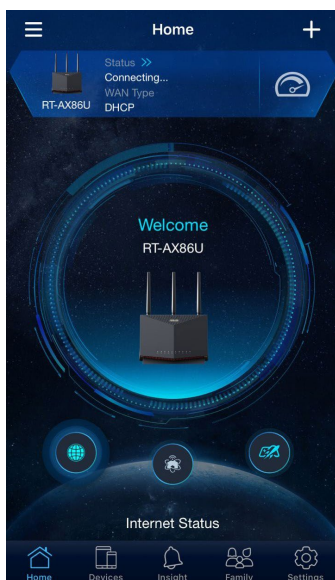 Home
Status >>
Connecting...
WAN Type
RT-AX86U
DHCP
Welcome
RT-AX86U
Internet Status
Home
Devices
Insight
Family
Settings